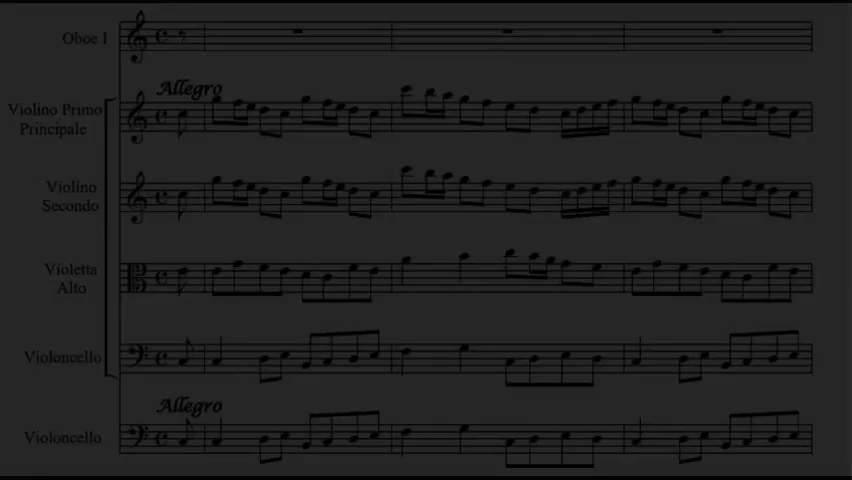 Oboe I
Allegro
Violino Primo
Principale
Violino
Secondo
Violetta
Alto
Violoncello
Allegro
Violoncello